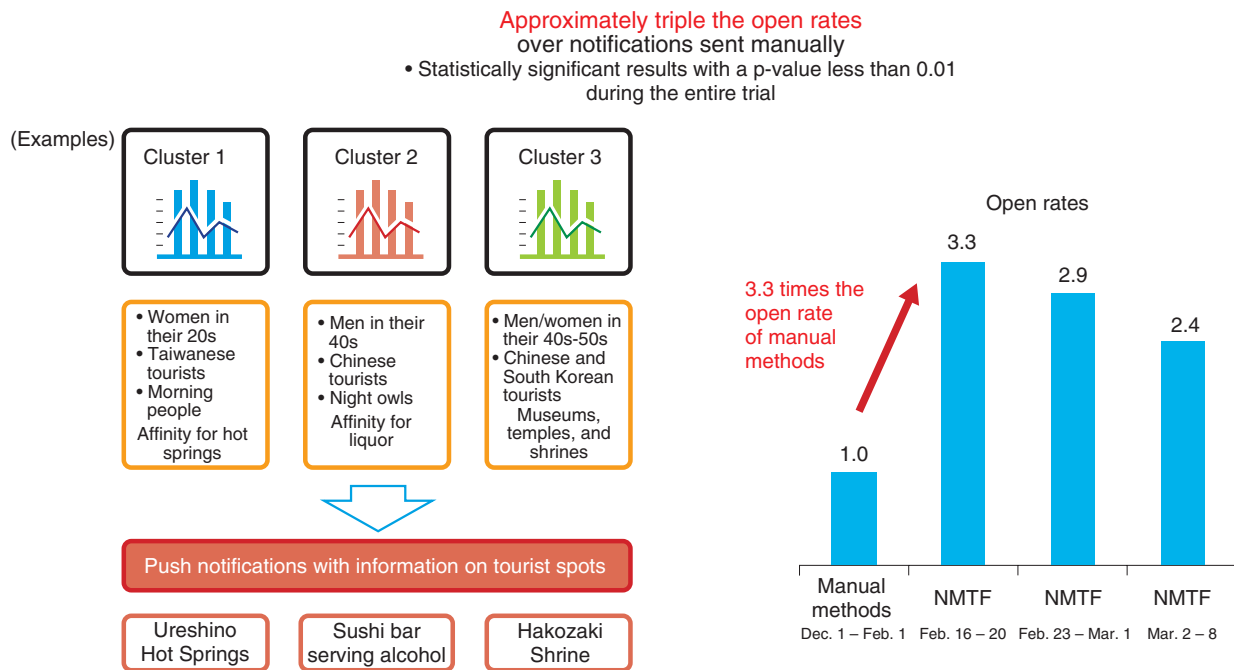 Approximately triple the open rates
over notifications sent manually
• Statistically significant results with a p-value less than 0.01
during the entire trial
(Examples)
Cluster 1
Cluster 2
Cluster 3
• Women in
their 20s
• Taiwanese
tourists
• Morning
people
Affinity for hot
springs
• Men in their
40s
• Chinese
tourists
• Night owls
Affinity for
liquor
• Men/women in
their 40s-50s
• Chinese and
South Korean
tourists
Museums,
temples, and
shrines
Push notifications with information on tourist spots
Ureshino
Hot Springs
Sushi bar
serving alcohol
Hakozaki
Shrine
Open rates
3.3 times the
open rate
of manual
methods
1.0
3.3
2.9
2.4
Manual
methods
Dec. 1 – Feb. 1
NMTF
Feb. 16 – 20
NMTF
Feb. 23 – Mar. 1
NMTF
Mar. 2 – 8